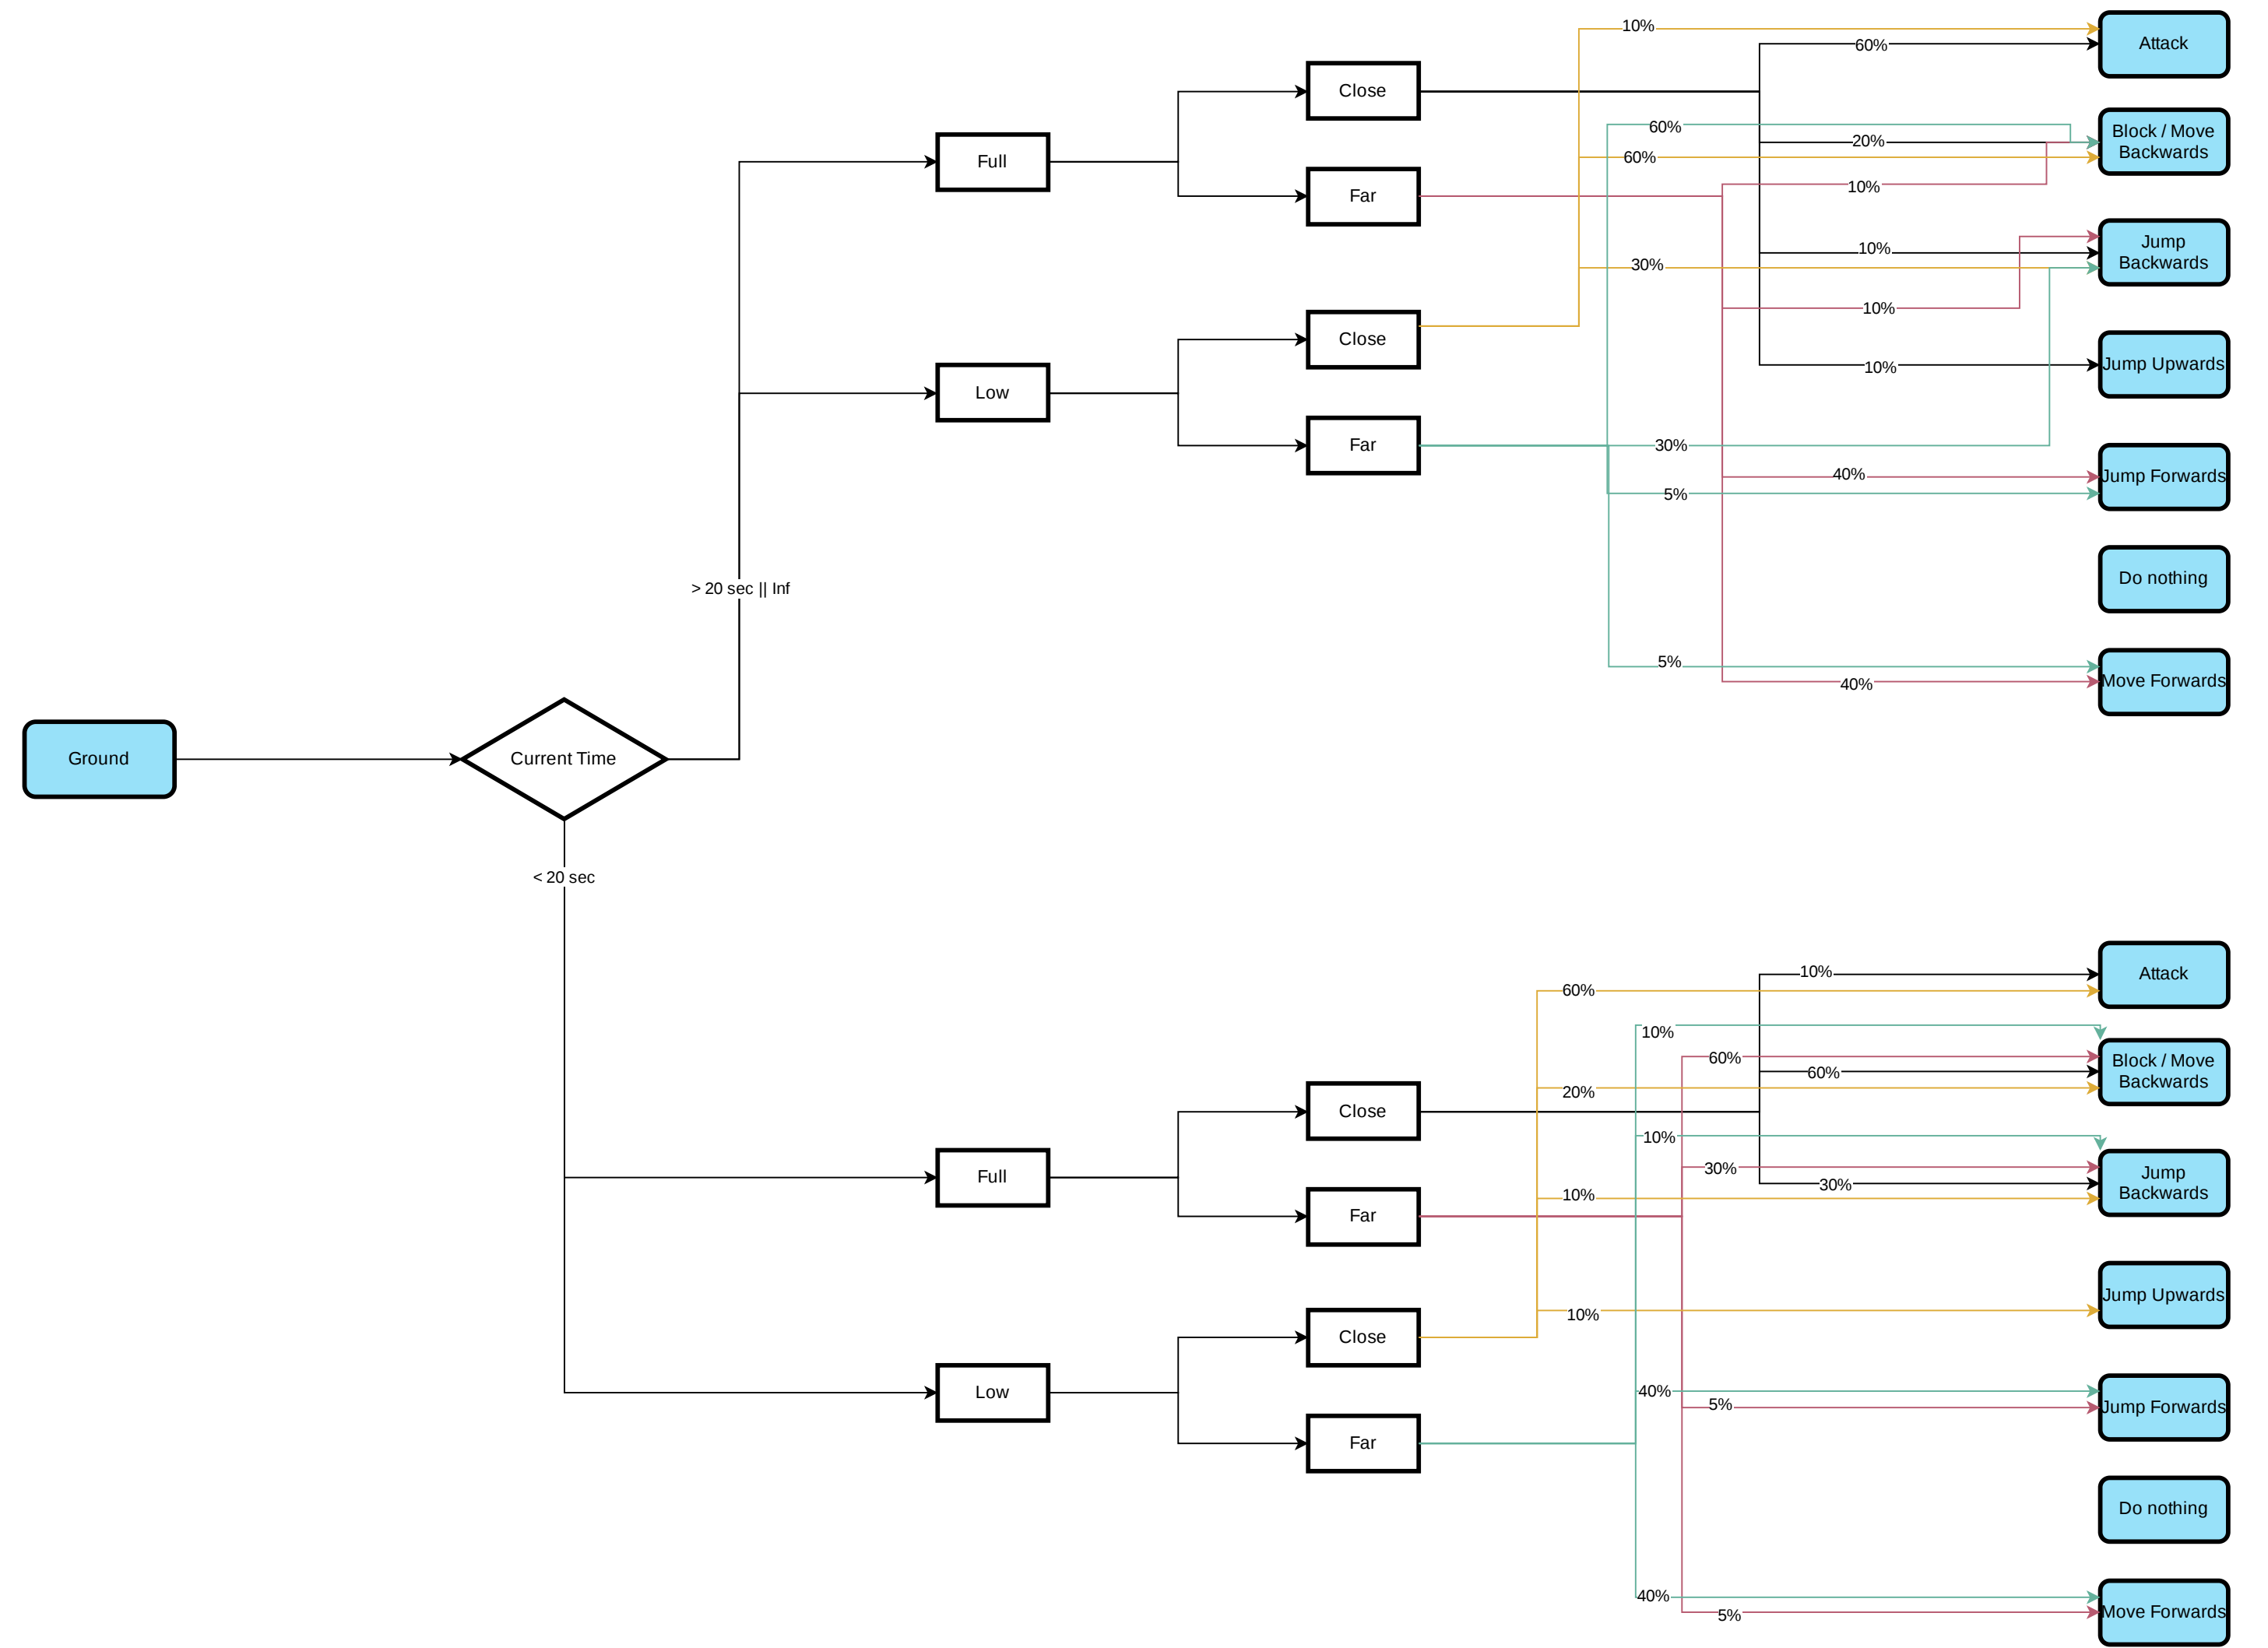 10%
Attack
60%
Close
60%
Block / Move
Backwards
20%
Full
60%
10%
Far
Jump
Backwards
10%
30%
10%
Close
Jump Upwards
10%
Low
Far
30%
40%
Jump Forwards
5%
Do nothing
> 20 sec || Inf
5%
Move Forwards
40%
Ground
Current Time
< 20 sec
10%
Attack
60%
10%
60%
Block / Move
Backwards
60%
20%
Close
10%
30%
Jump
Backwards
Full
30%
10%
Far
Jump Upwards
10%
Close
40%
Low
5%
Jump Forwards
Far
Do nothing
40%
5%
Move Forwards